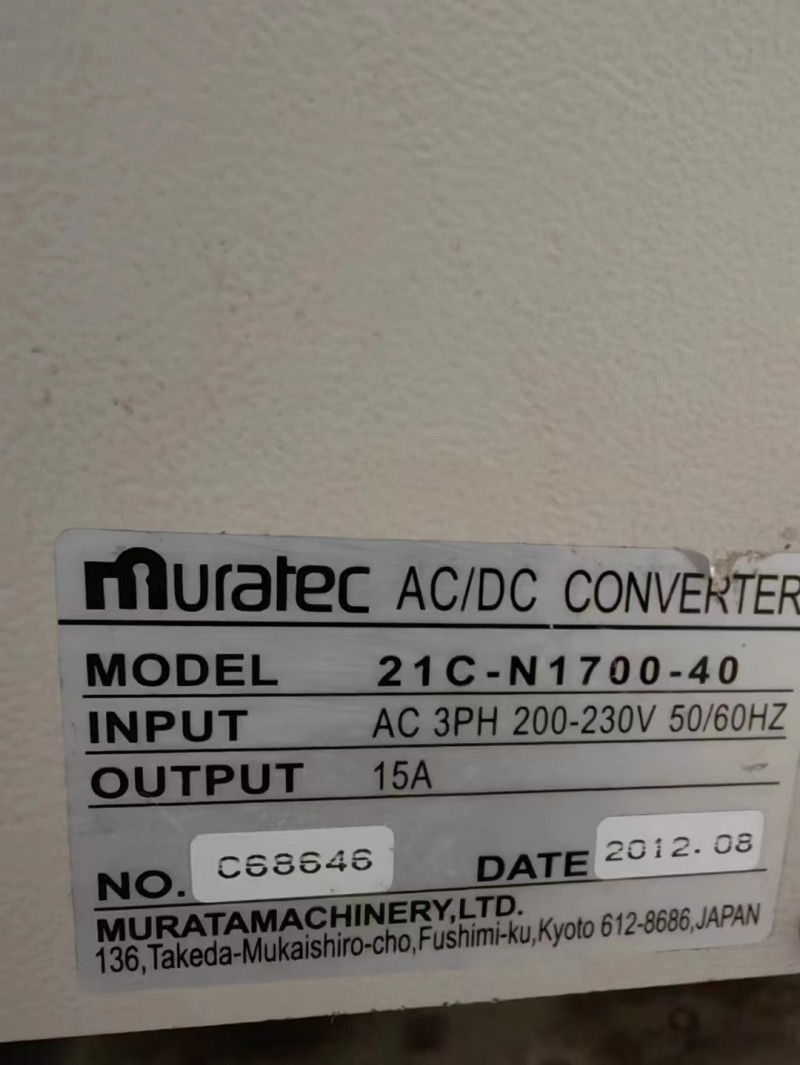 muratec AC/DC CONVERTER
MODEL 21C-N1700-40
INPUT AC 3PH 200-230V 50/60HZ
OUTPUT 15A
NO. C68646 DATE 2012.08
MURATAMACHINERY,LTD.
136,Takeda-Mukaishiro-cho,Fushimi-ku,Kyoto 612-8686,JAPAN